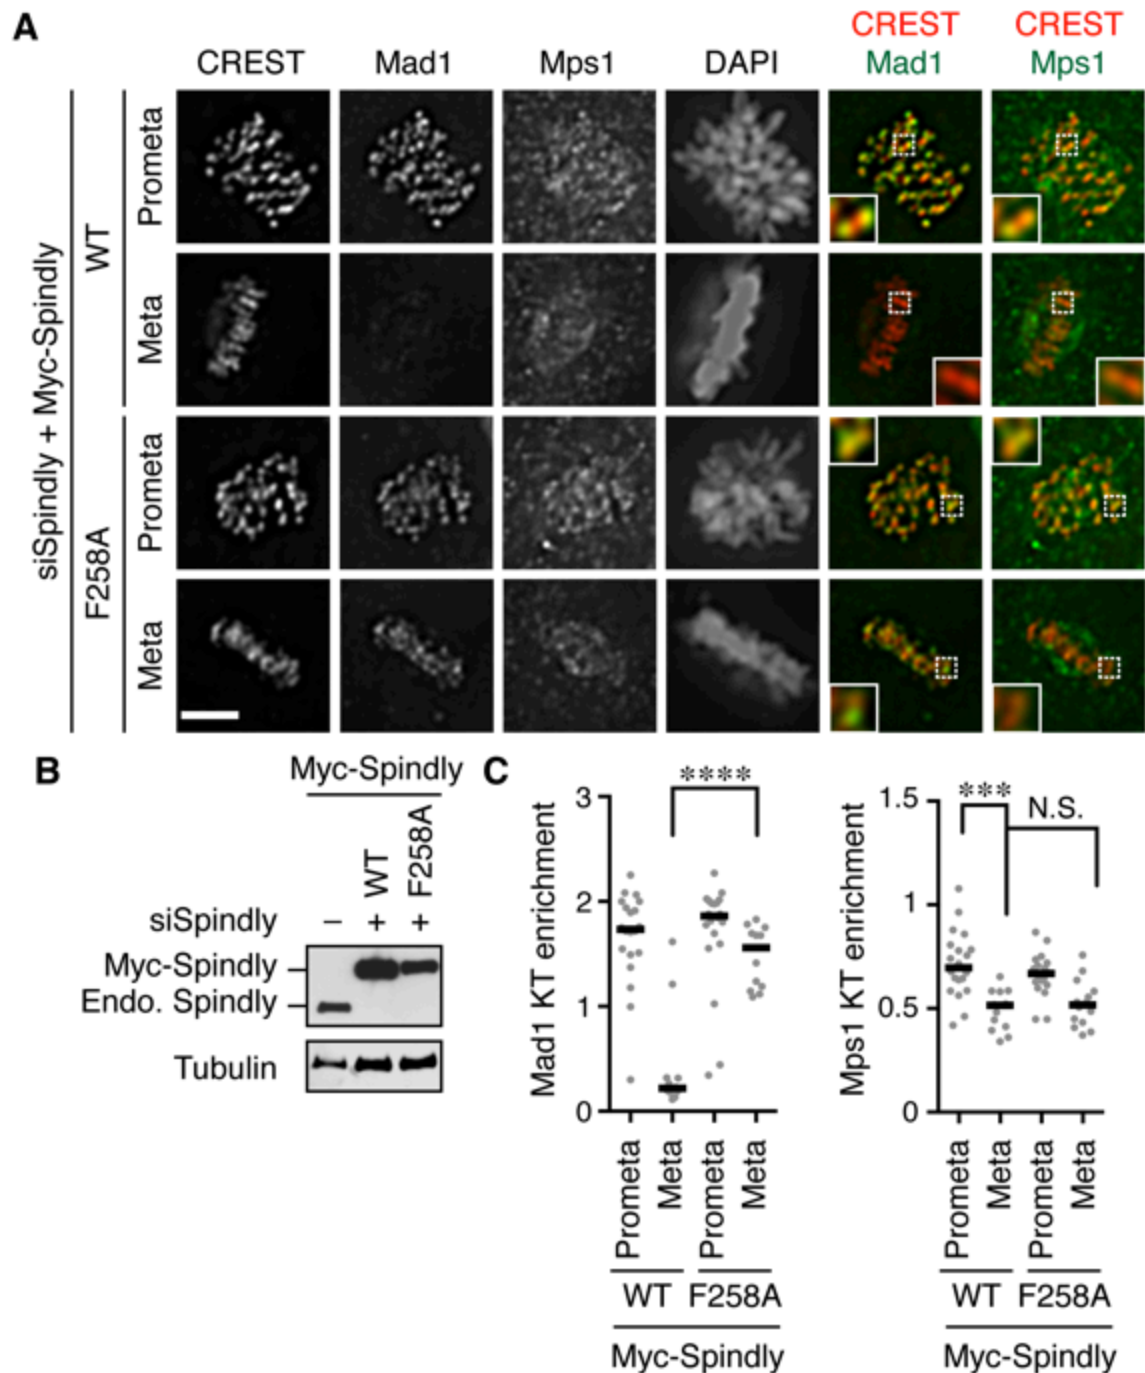 A
CREST
Mad1
Mps1
DAPI
CREST
Mad1
CREST
Mps1
siSpindly + Myc-Spindly
WT
F258A
Prometa
Meta
Prometa
Meta
B
Myc-Spindly
WT
F258A
siSpindly – + +
Myc-Spindly
Endo. Spindly
Tubulin
C
****
Mad1 KT enrichment
3
2
1
0
Prometa
Meta
Prometa
Meta
WT F258A
Myc-Spindly
***
N.S.
Mps1 KT enrichment
1.5
1
0.5
0
Prometa
Meta
Prometa
Meta
WT F258A
Myc-Spindly